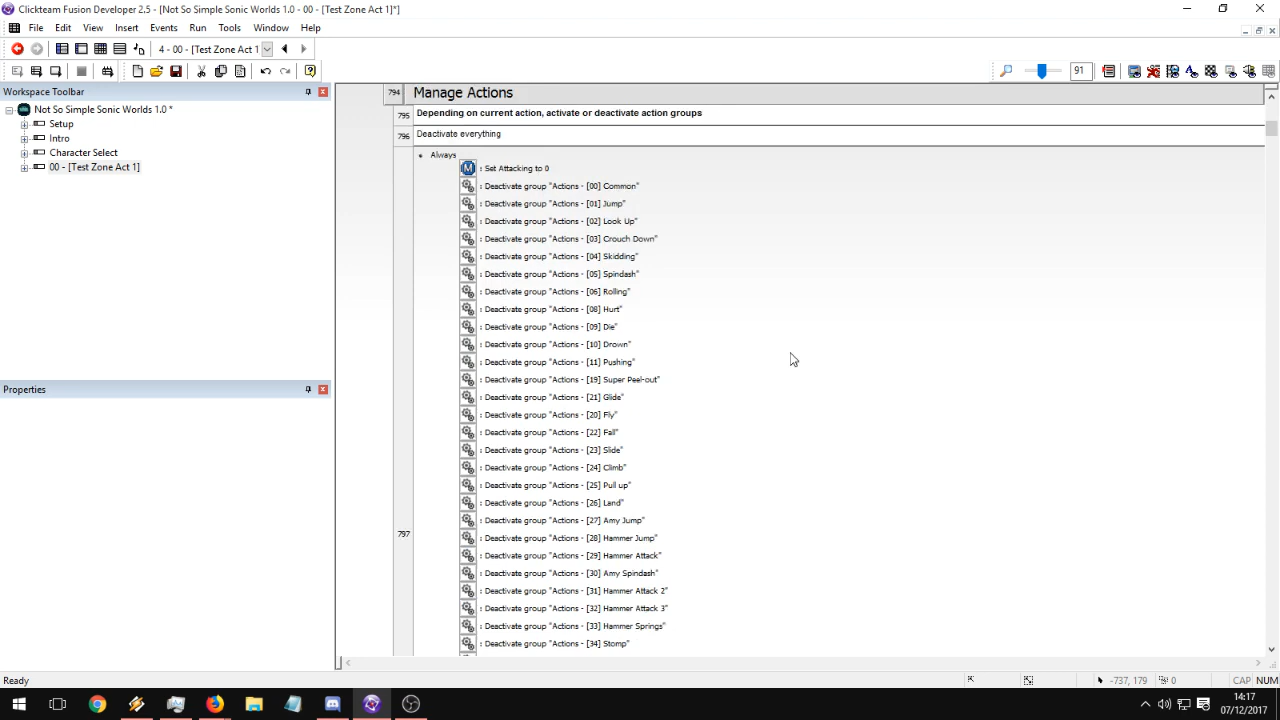 Clickteam Fusion Developer 2.5 - [Not So Simple Sonic Worlds 1.0 - 00 - [Test Zone Act 1]*]
File Edit View Insert Events Run Tools Window Help
4 - 00 - [Test Zone Act 1
91
Workspace Toolbar
Not So Simple Sonic Worlds 1.0 *
Setup
Intro
Character Select
00 - [Test Zone Act 1]
Properties
794 Manage Actions
795 Depending on current action, activate or deactivate action groups
796 Deactivate everything
Always
: Set Attacking to 0
: Deactivate group "Actions - [00] Common"
: Deactivate group "Actions - [01] Jump"
: Deactivate group "Actions - [02] Look Up"
: Deactivate group "Actions - [03] Crouch Down"
: Deactivate group "Actions - [04] Skidding"
: Deactivate group "Actions - [05] Spindash"
: Deactivate group "Actions - [06] Rolling"
: Deactivate group "Actions - [08] Hurt"
: Deactivate group "Actions - [09] Die"
: Deactivate group "Actions - [10] Drown"
: Deactivate group "Actions - [11] Pushing"
: Deactivate group "Actions - [19] Super Peel-out"
: Deactivate group "Actions - [21] Glide"
: Deactivate group "Actions - [20] Fly"
: Deactivate group "Actions - [22] Fall"
: Deactivate group "Actions - [23] Slide"
: Deactivate group "Actions - [24] Climb"
: Deactivate group "Actions - [25] Pull up"
: Deactivate group "Actions - [26] Land"
: Deactivate group "Actions - [27] Amy Jump"
797 : Deactivate group "Actions - [28] Hammer Jump"
: Deactivate group "Actions - [29] Hammer Attack"
: Deactivate group "Actions - [30] Amy Spindash"
: Deactivate group "Actions - [31] Hammer Attack 2"
: Deactivate group "Actions - [32] Hammer Attack 3"
: Deactivate group "Actions - [33] Hammer Springs"
: Deactivate group "Actions - [34] Stomp"
Ready
-737, 179
0
CAP NUM
14:17
07/12/2017